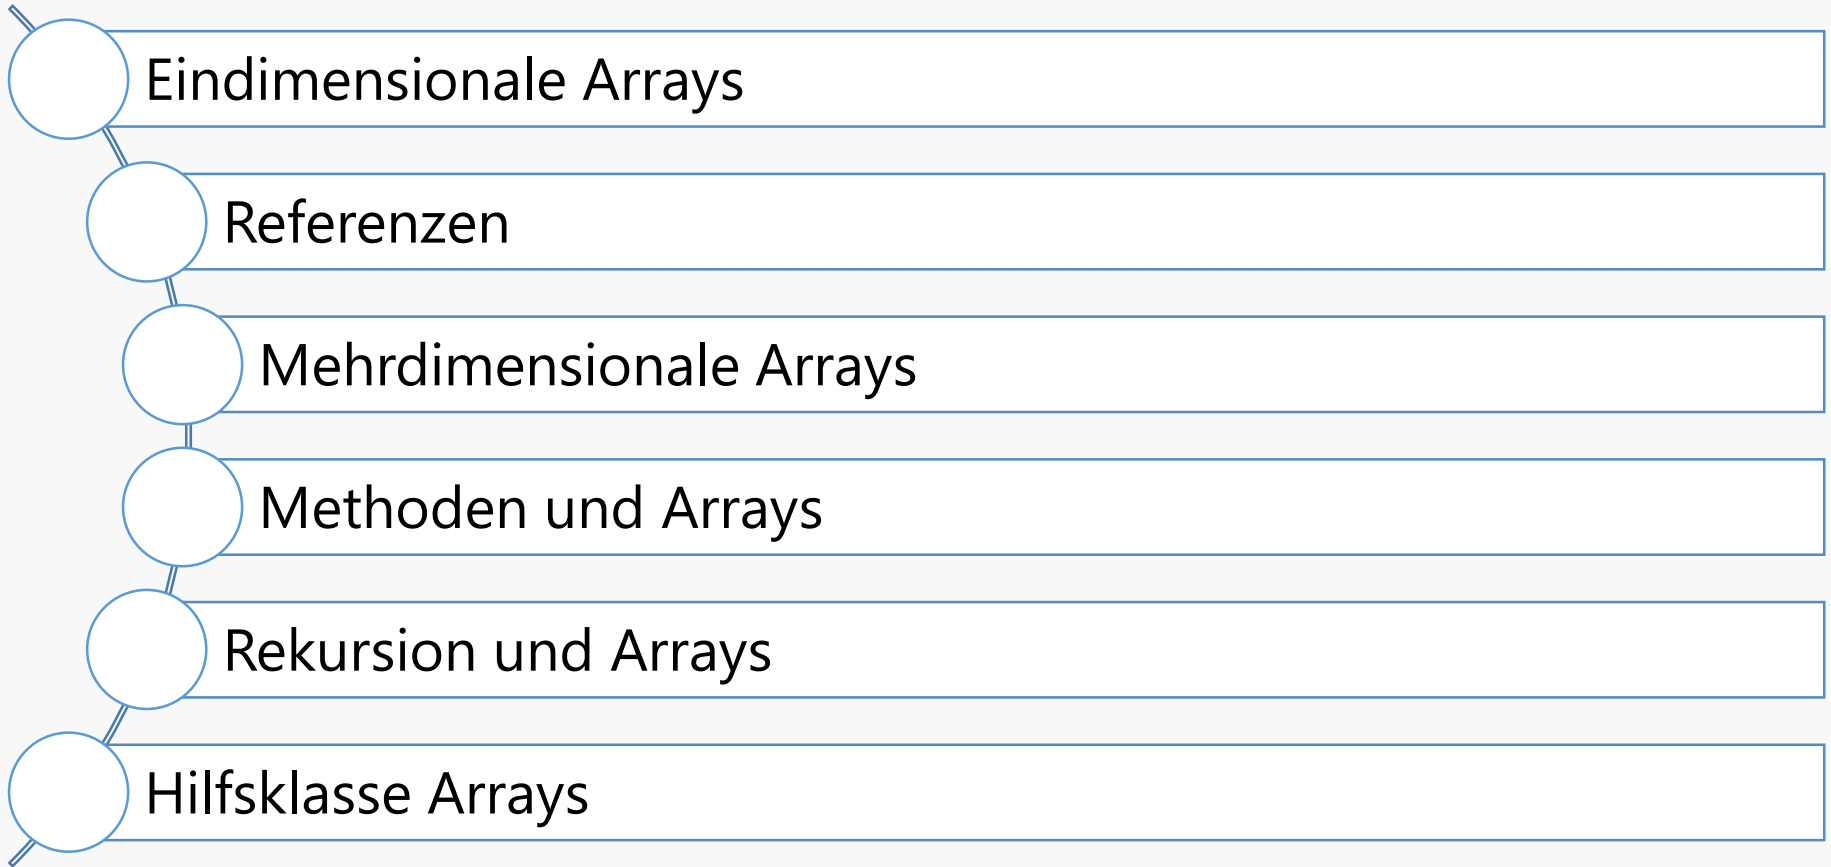 Eindimensionale Arrays
Referenzen
Mehrdimensionale Arrays
Methoden und Arrays
Rekursion und Arrays
Hilfsklasse Arrays